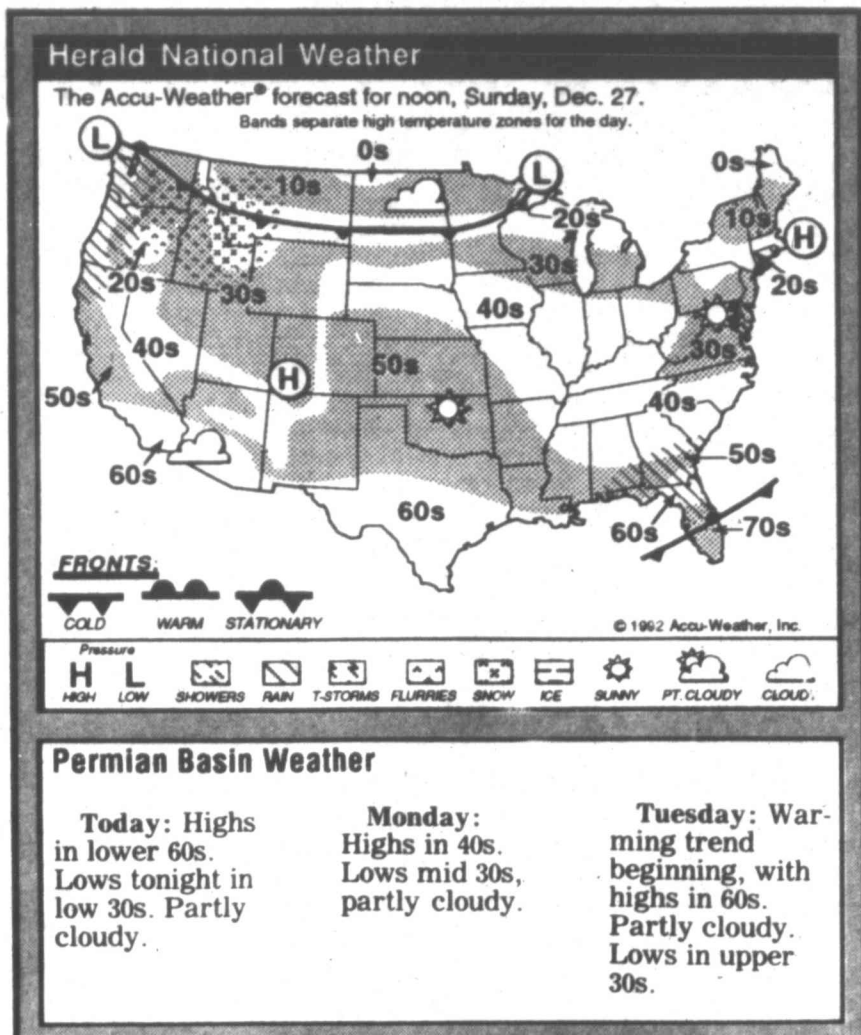 Herald National Weather
The Accu-Weather® forecast for noon, Sunday, Dec. 27.
Bands separate high temperature zones for the day.
L
0s
L
0s
10s
20s
10s
H
20s
30s
30s
20s
40s
30s
40s
50s
H
50s
40s
60s
50s
60s
60s
70s
FRONTS:
COLD WARM STATIONARY
© 1992 Accu-Weather, Inc.
Pressure
H L
HIGH LOW SHOWERS RAIN T-STORMS FLURRIES SNOW ICE SUNNY PT. CLOUDY CLOUD
Permian Basin Weather
Today: Highs
in lower 60s.
Lows tonight in
low 30s. Partly
cloudy.
Monday:
Highs in 40s.
Lows mid 30s,
partly cloudy.
Tuesday: War-
ming trend
beginning, with
highs in 60s.
Partly cloudy.
Lows in upper
30s.